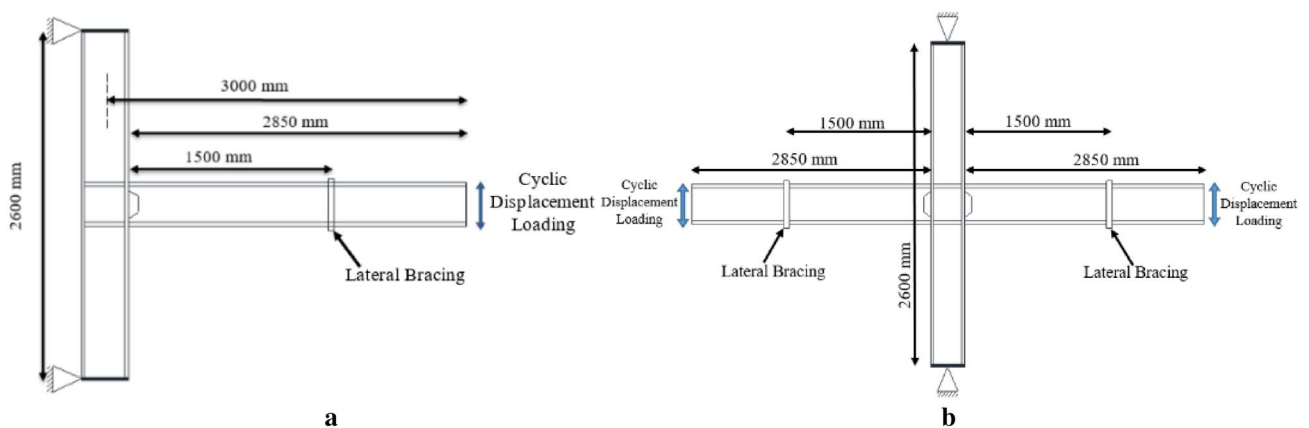 3000 mm
2850 mm
1500 mm
2600 mm
Cyclic
Displacement
Loading
Lateral Bracing
a
1500 mm
1500 mm
2850 mm
2850 mm
Cyclic
Displacement
Loading
Cyclic
Displacement
Loading
Lateral Bracing
Lateral Bracing
2600 mm
b